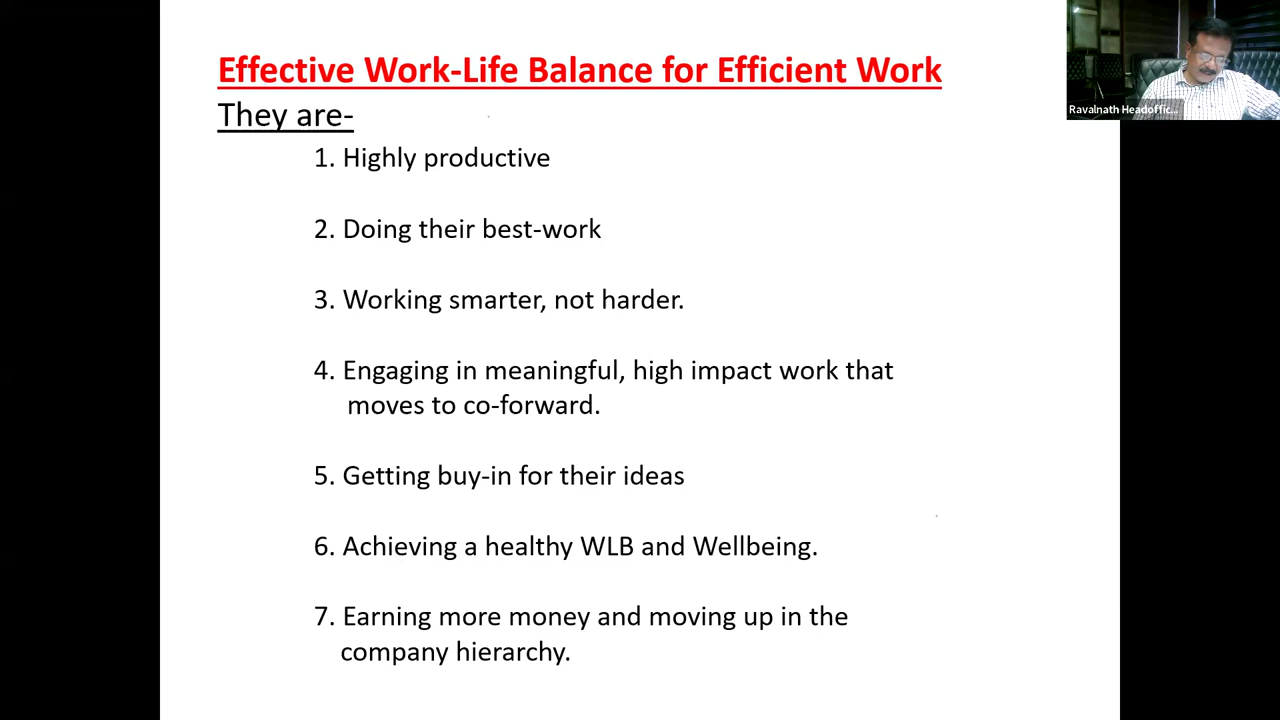 Effective Work-Life Balance for Efficient Work
They are-
1. Highly productive
2. Doing their best-work
3. Working smarter, not harder.
4. Engaging in meaningful, high impact work that
moves to co-forward.
5. Getting buy-in for their ideas
6. Achieving a healthy WLB and Wellbeing.
7. Earning more money and moving up in the
company hierarchy.
Ravalnath Headoffic...